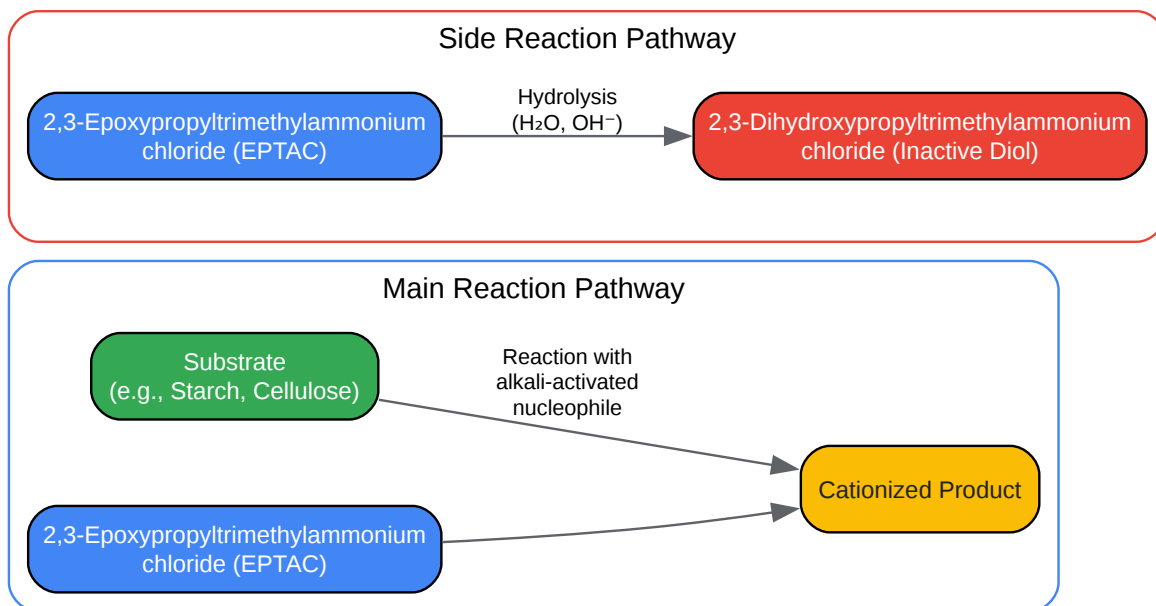 Side Reaction Pathway
2,3-Epoxypropyltrimethylammonium
chloride (EPTAC)
Hydrolysis
(H₂O, OH⁻)
2,3-Dihydroxypropyltrimethylammonium
chloride (Inactive Diol)
Main Reaction Pathway
Substrate
(e.g., Starch, Cellulose)
Reaction with
alkali-activated
nucleophile
Cationized Product
2,3-Epoxypropyltrimethylammonium
chloride (EPTAC)